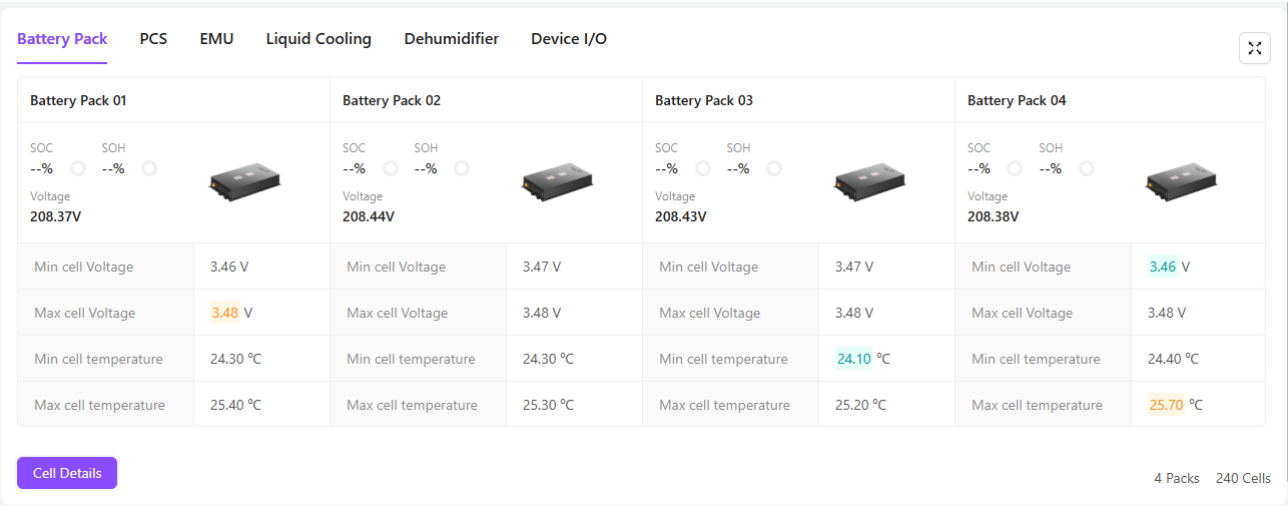 Battery Pack PCS EMU Liquid Cooling Dehumidifier Device I/O
Battery Pack 01 Battery Pack 02 Battery Pack 03 Battery Pack 04
SOC SOH SOC SOH SOC SOH SOC SOH
--% --% --% --% --% --% --% --%
Voltage Voltage Voltage Voltage
208.37V 208.44V 208.43V 208.38V
Min cell Voltage 3.46 V Min cell Voltage 3.47 V Min cell Voltage 3.47 V Min cell Voltage 3.46 V
Max cell Voltage 3.48 V Max cell Voltage 3.48 V Max cell Voltage 3.48 V Max cell Voltage 3.48 V
Min cell temperature 24.30 ℃ Min cell temperature 24.30 ℃ Min cell temperature 24.10 ℃ Min cell temperature 24.40 ℃
Max cell temperature 25.40 ℃ Max cell temperature 25.30 ℃ Max cell temperature 25.20 ℃ Max cell temperature 25.70 ℃
Cell Details
4 Packs 240 Cells